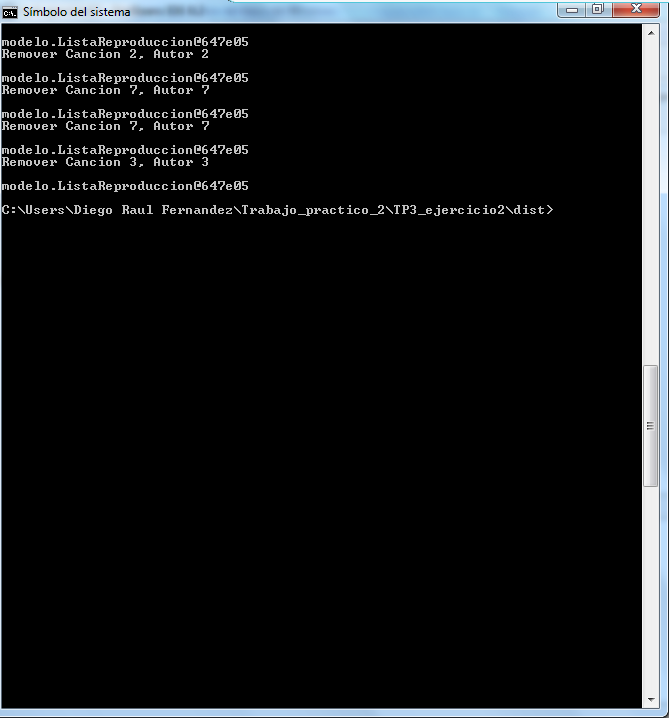 Símbolo del sistema
modelo.ListaReproduccion@647e05
Remover Cancion 2, Autor 2
modelo.ListaReproduccion@647e05
Remover Cancion 7, Autor 7
modelo.ListaReproduccion@647e05
Remover Cancion 7, Autor 7
modelo.ListaReproduccion@647e05
Remover Cancion 3, Autor 3
modelo.ListaReproduccion@647e05
C:\Users\Diego Raul Fernandez\Trabajo_practico_2\TP3_ejercicio2\dist>